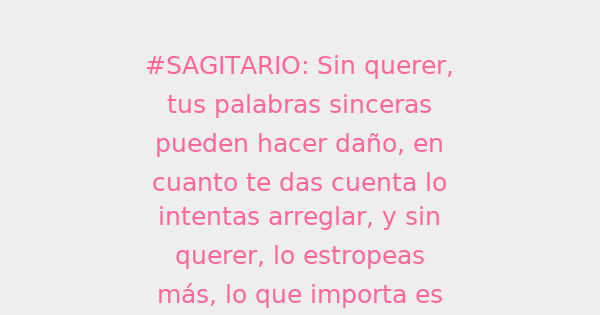 #SAGITARIO: Sin querer,
tus palabras sinceras
pueden hacer daño, en
cuanto te das cuenta lo
intentas arreglar, y sin
querer, lo estropeas
más, lo que importa es